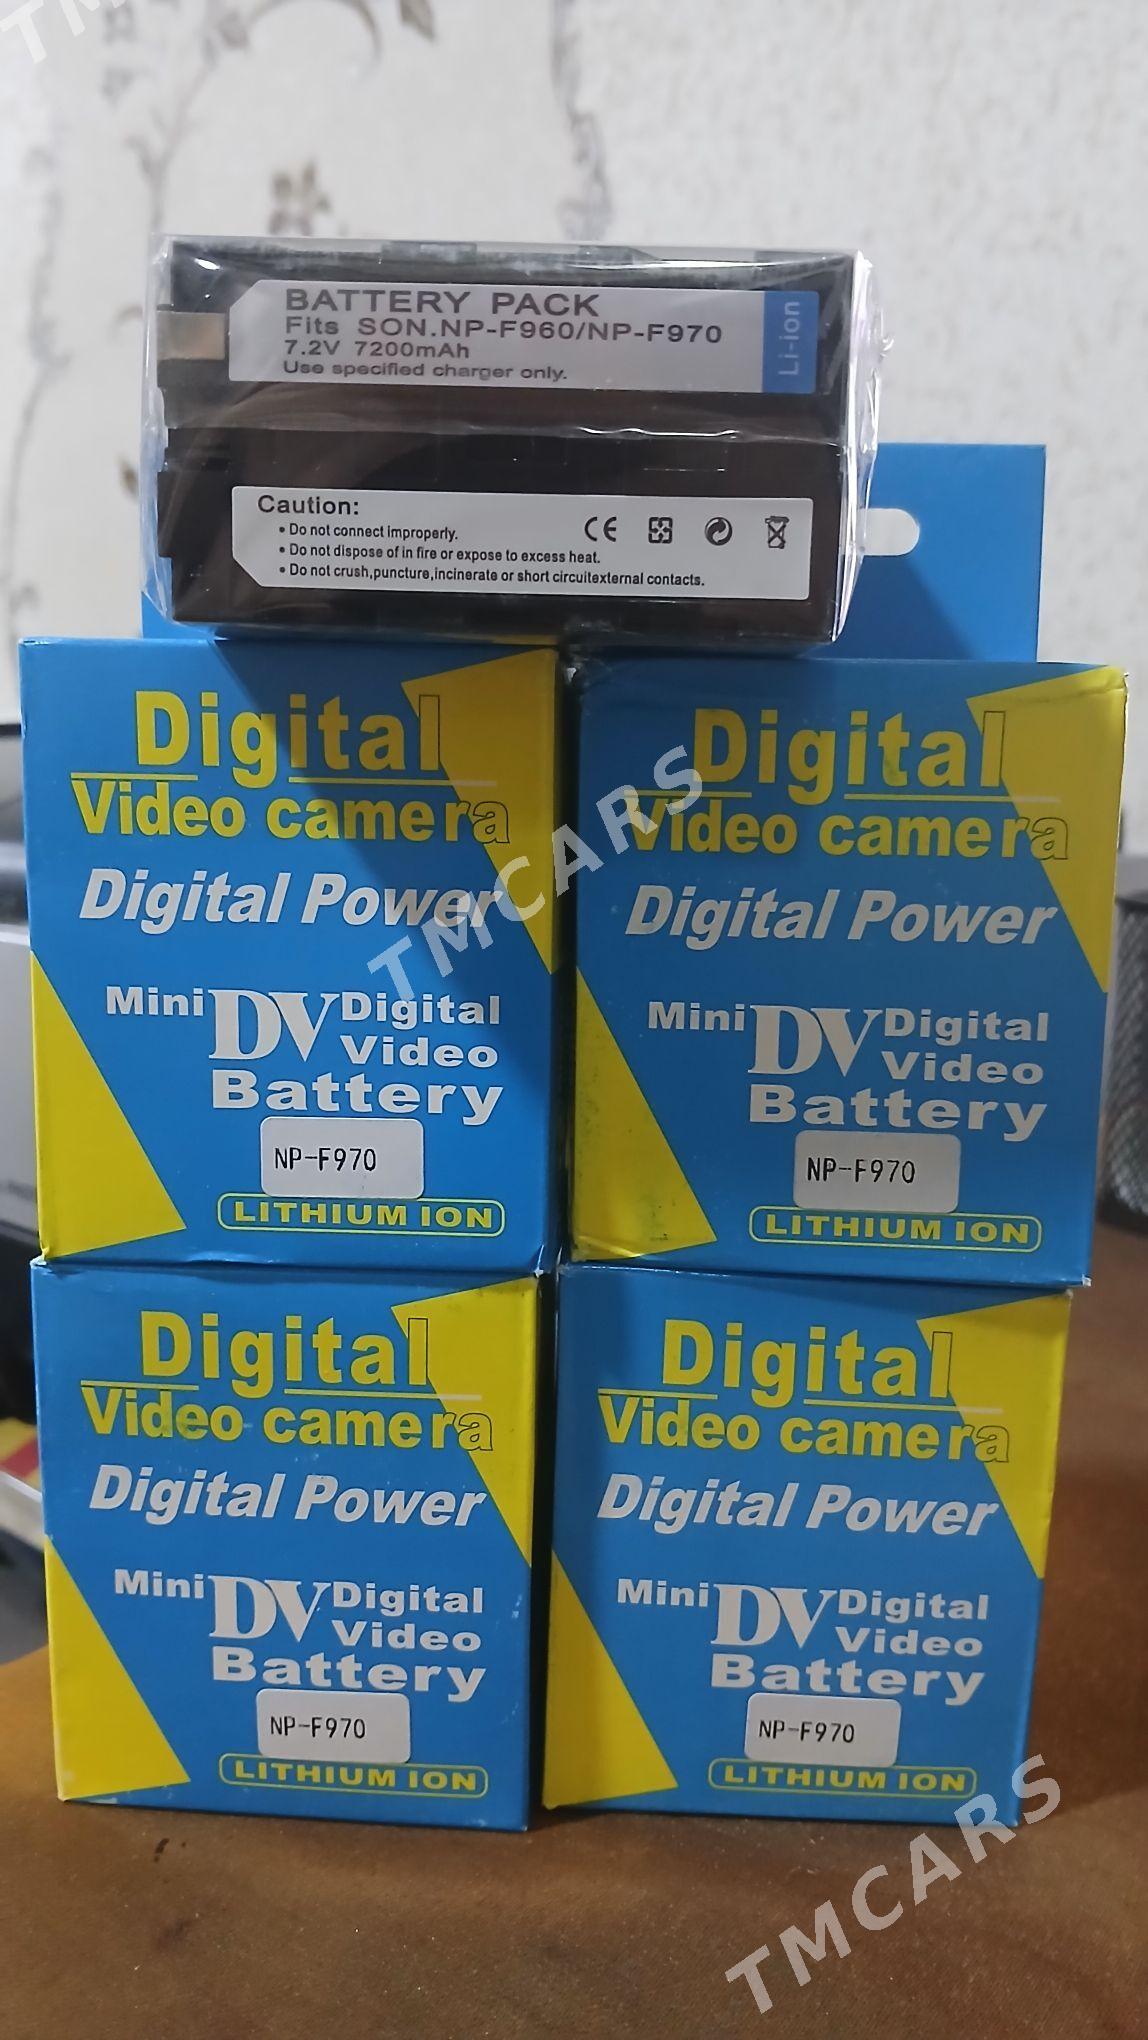 BATTERY PACK
Fits SON.NP-F960/NP-F970
7.2V 7200mAh
Use specified charger only.
Li-ion
Caution:
• Do not connect improperly.
• Do not dispose of in fire or expose to excess heat.
• Do not crush,puncture,incinerate or short circuitexternal contacts.
CE
Digital
Video camera
Digital Power
Mini DV Digital
Video
Battery
NP-F970
LITHIUM ION
Digital
Video camera
Digital Power
Mini DV Digital
Video
Battery
NP-F970
LITHIUM ION
Digital
Video camera
Digital Power
Mini DV Digital
Video
Battery
NP-F970
LITHIUM ION
Digital
Video camera
Digital Power
Mini DV Digital
Video
Battery
NP-F970
LITHIUM ION
TMCARS
TMCARS